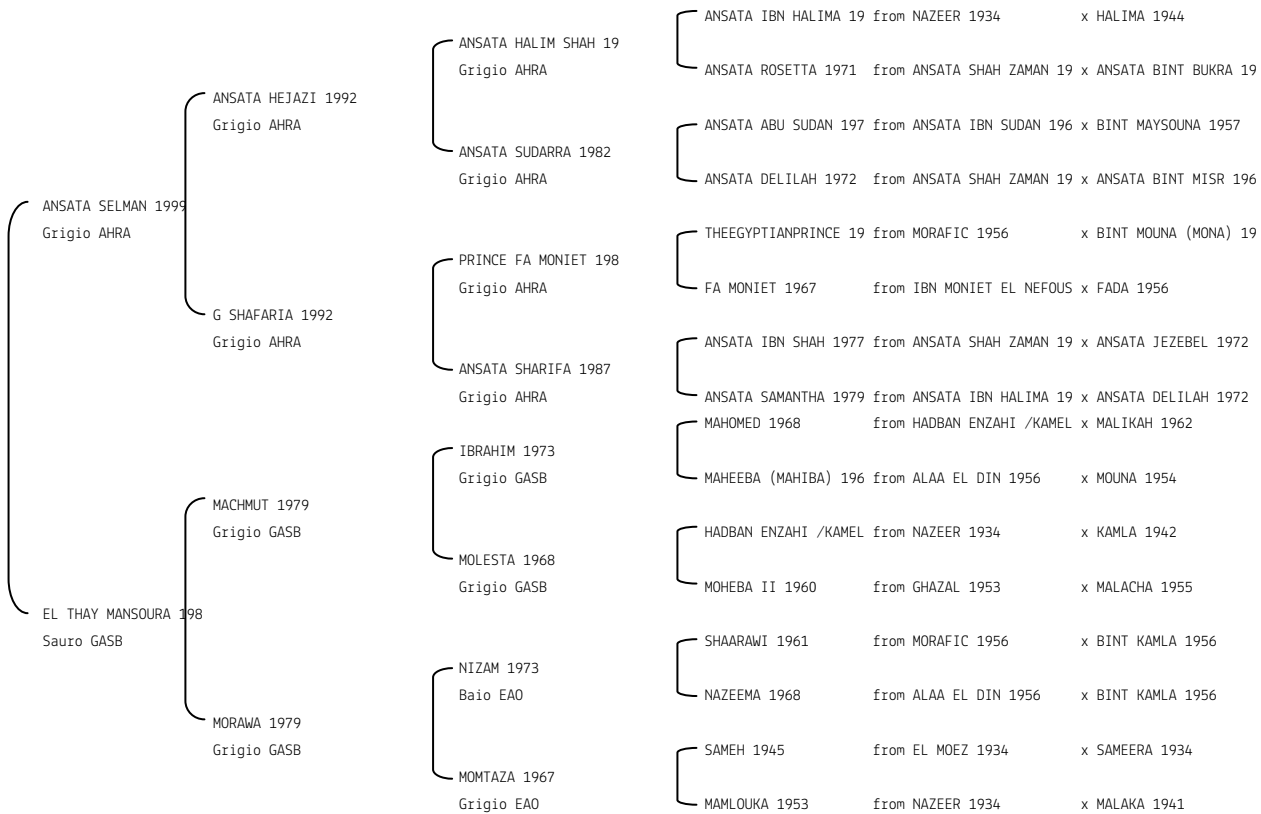 ANSATA IBN HALIMA 19 from NAZEER 1934 x HALIMA 1944
ANSATA HALIM SHAH 19
Grigio AHRA
ANSATA ROSETTA 1971 from ANSATA SHAH ZAMAN 19 x ANSATA BINT BUKRA 19
ANSATA HEJAZI 1992
Grigio AHRA
ANSATA ABU SUDAN 197 from ANSATA IBN SUDAN 196 x BINT MAYSOUNA 1957
ANSATA SUDARRA 1982
Grigio AHRA
ANSATA DELILAH 1972 from ANSATA SHAH ZAMAN 19 x ANSATA BINT MISR 196
ANSATA SELMAN 1999
Grigio AHRA
THEEGYPTIANPRINCE 19 from MORAFIC 1956 x BINT MOUNA (MONA) 19
PRINCE FA MONIET 198
Grigio AHRA
FA MONIET 1967 from IBN MONIET EL NEFOUS x FADA 1956
G SHAFARIA 1992
Grigio AHRA
ANSATA IBN SHAH 1977 from ANSATA SHAH ZAMAN 19 x ANSATA JEZEBEL 1972
ANSATA SHARIFA 1987
Grigio AHRA
ANSATA SAMANTHA 1979 from ANSATA IBN HALIMA 19 x ANSATA DELILAH 1972
MAHOMED 1968 from HADBAN ENZAHI /KAMEL x MALIKAH 1962
IBRAHIM 1973
Grigio GASB
MAHEEBA (MAHIBA) 196 from ALAA EL DIN 1956 x MOUNA 1954
MACHMUT 1979
Grigio GASB
HADBAN ENZAHI /KAMEL from NAZEER 1934 x KAMLA 1942
MOLESTA 1968
Grigio GASB
MOHEBA II 1960 from GHAZAL 1953 x MALACHA 1955
EL THAY MANSOURA 198
Sauro GASB
SHAARAWI 1961 from MORAFIC 1956 x BINT KAMLA 1956
NIZAM 1973
Baio EAO
NAZEEMA 1968 from ALAA EL DIN 1956 x BINT KAMLA 1956
MORAWA 1979
Grigio GASB
SAMEH 1945 from EL MOEZ 1934 x SAMEERA 1934
MOMTAZA 1967
Grigio EAO
MAMLOUKA 1953 from NAZEER 1934 x MALAKA 1941